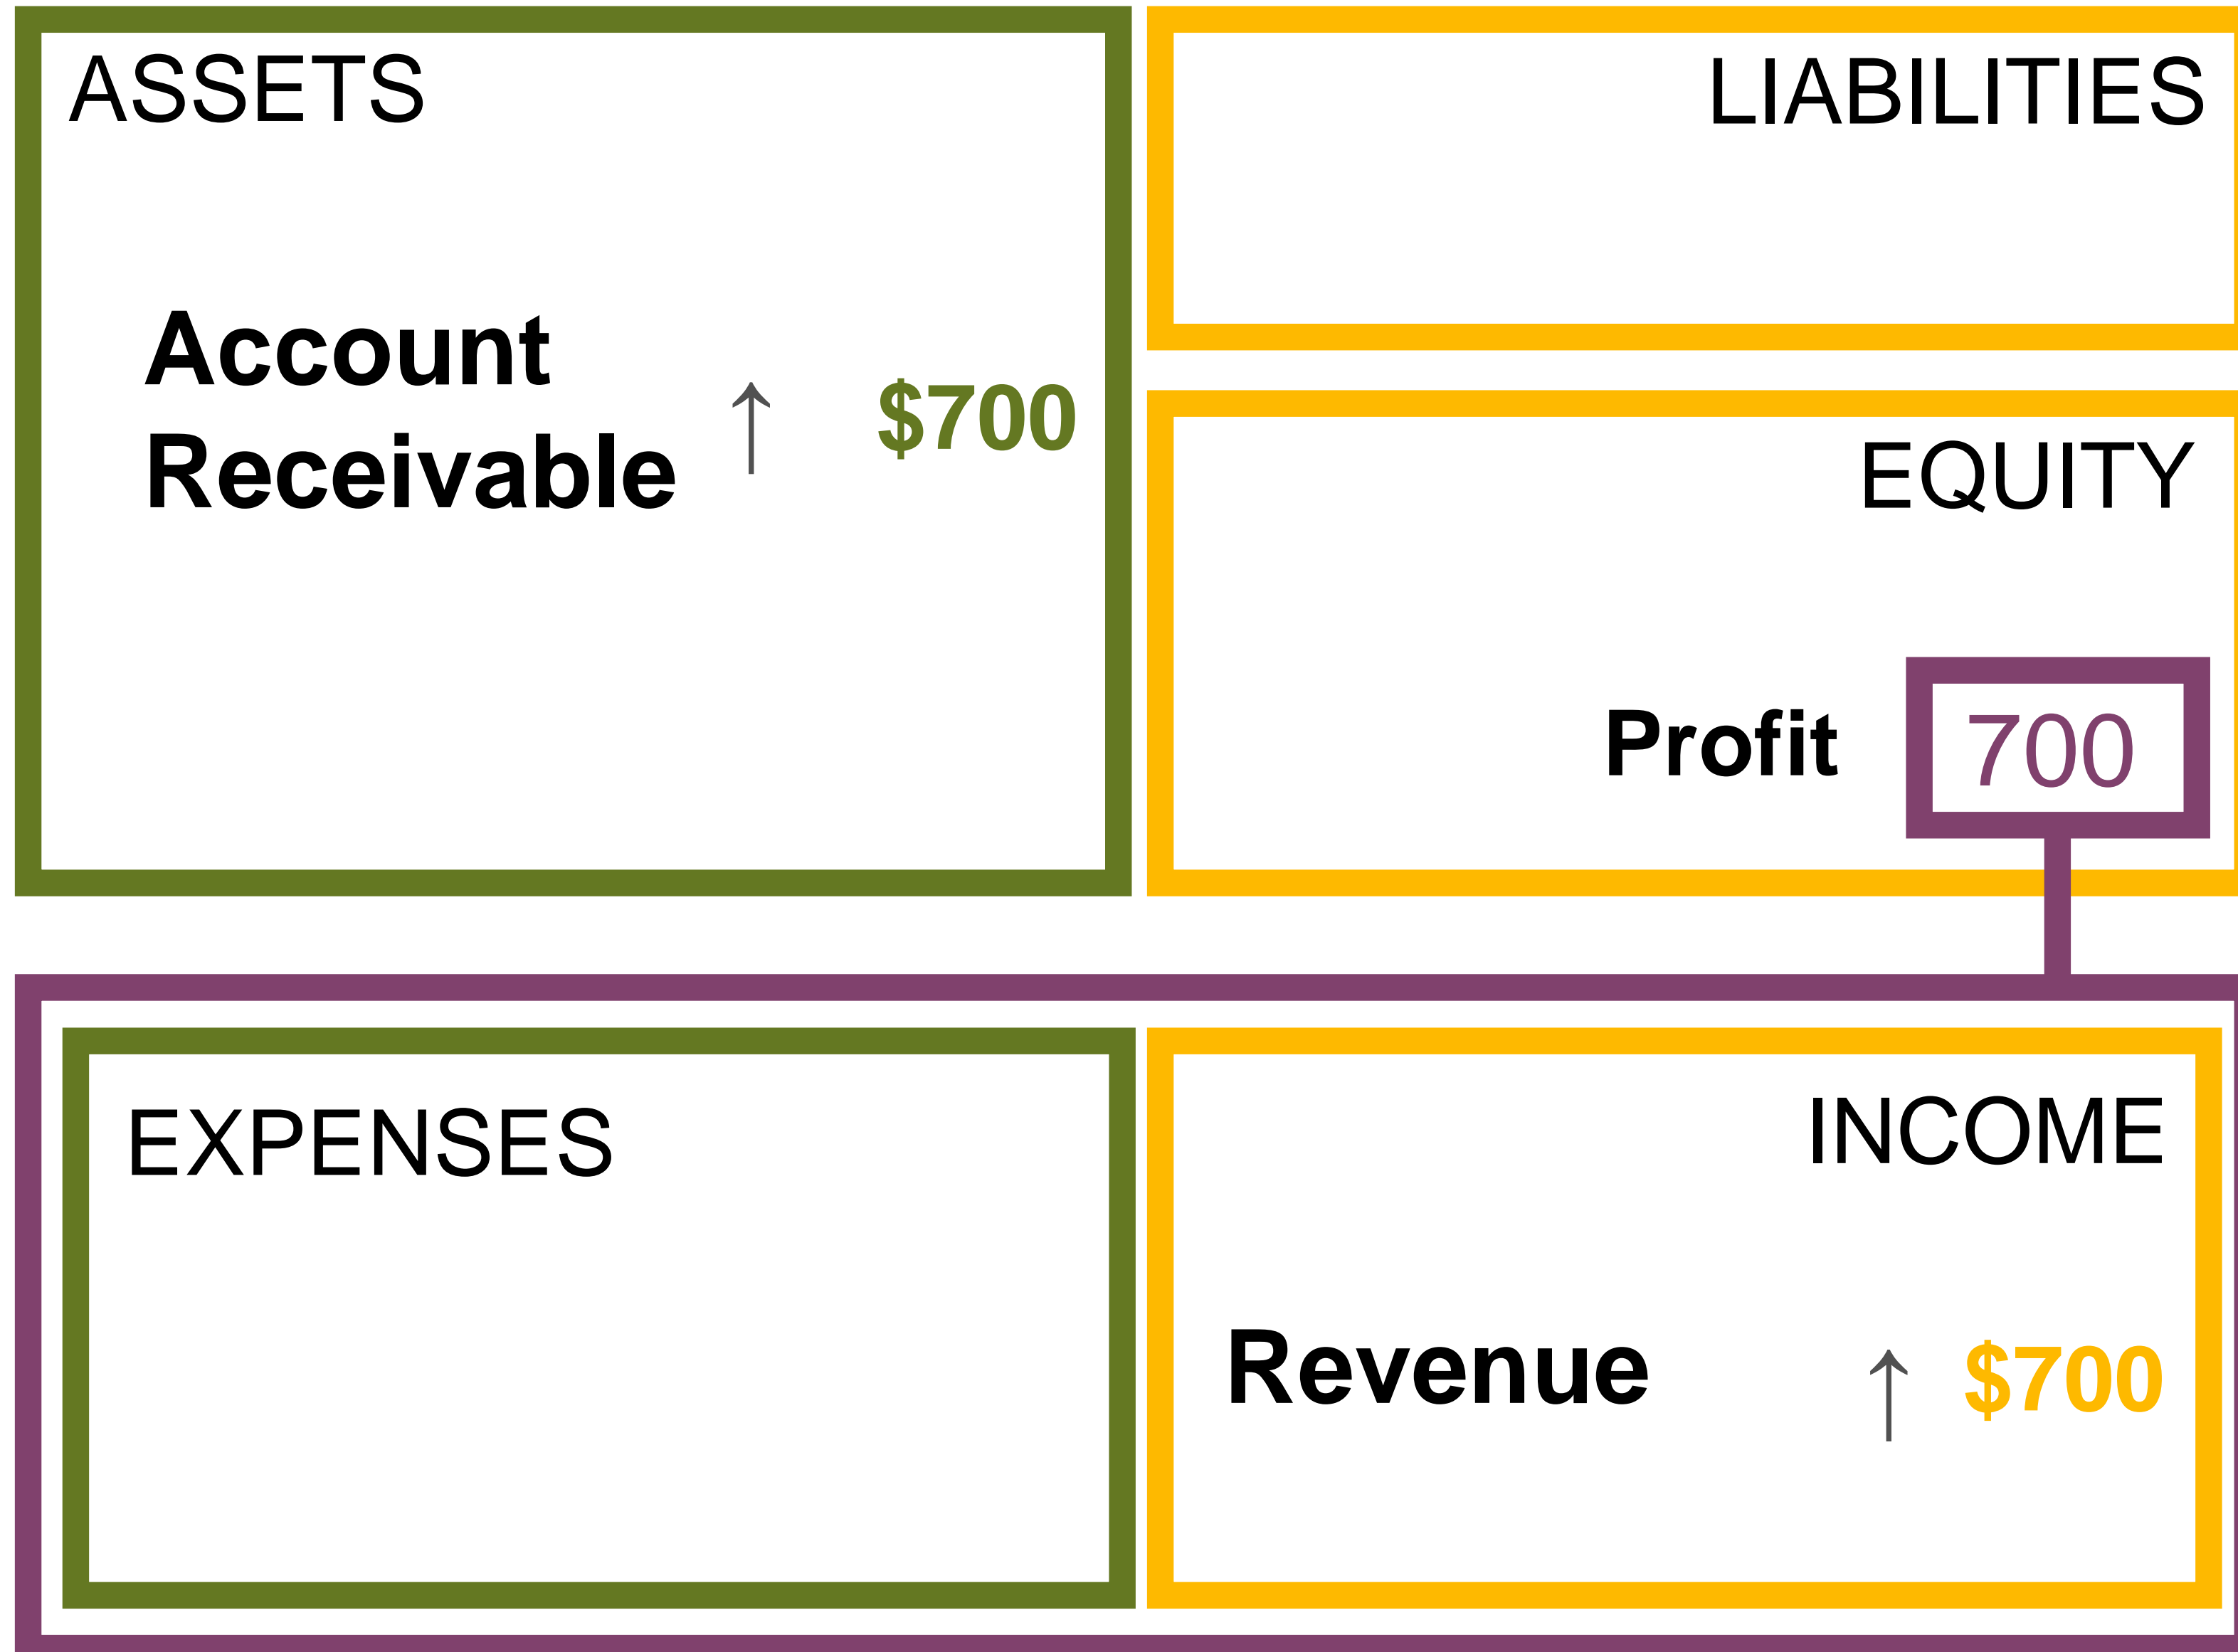 ASSETS
Account
Receivable
↑ $700
LIABILITIES
EQUITY
Profit 700
EXPENSES
INCOME
Revenue ↑ $700